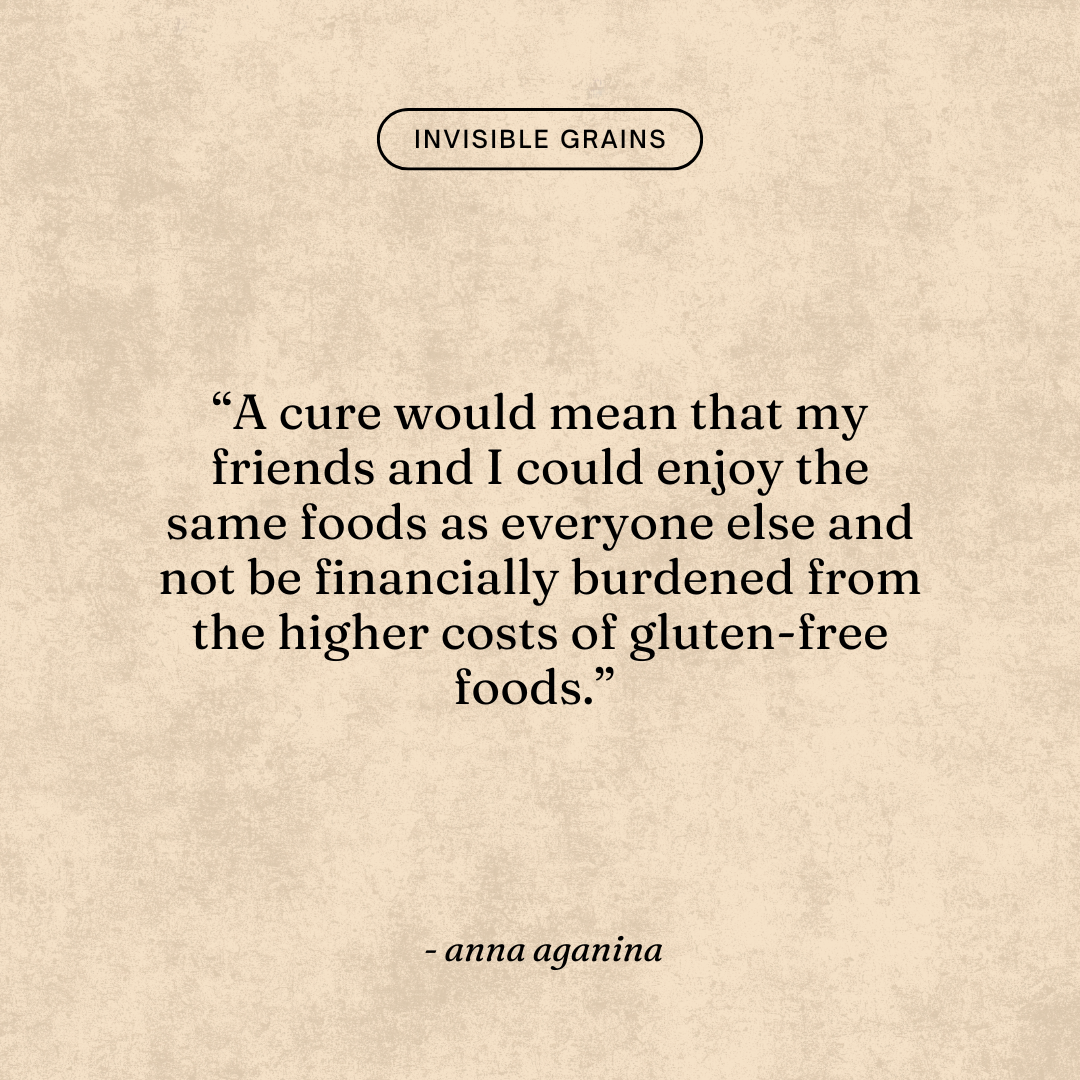 INVISIBLE GRAINS
“A cure would mean that my
friends and I could enjoy the
same foods as everyone else and
not be financially burdened from
the higher costs of gluten-free
foods.”
- anna aganina